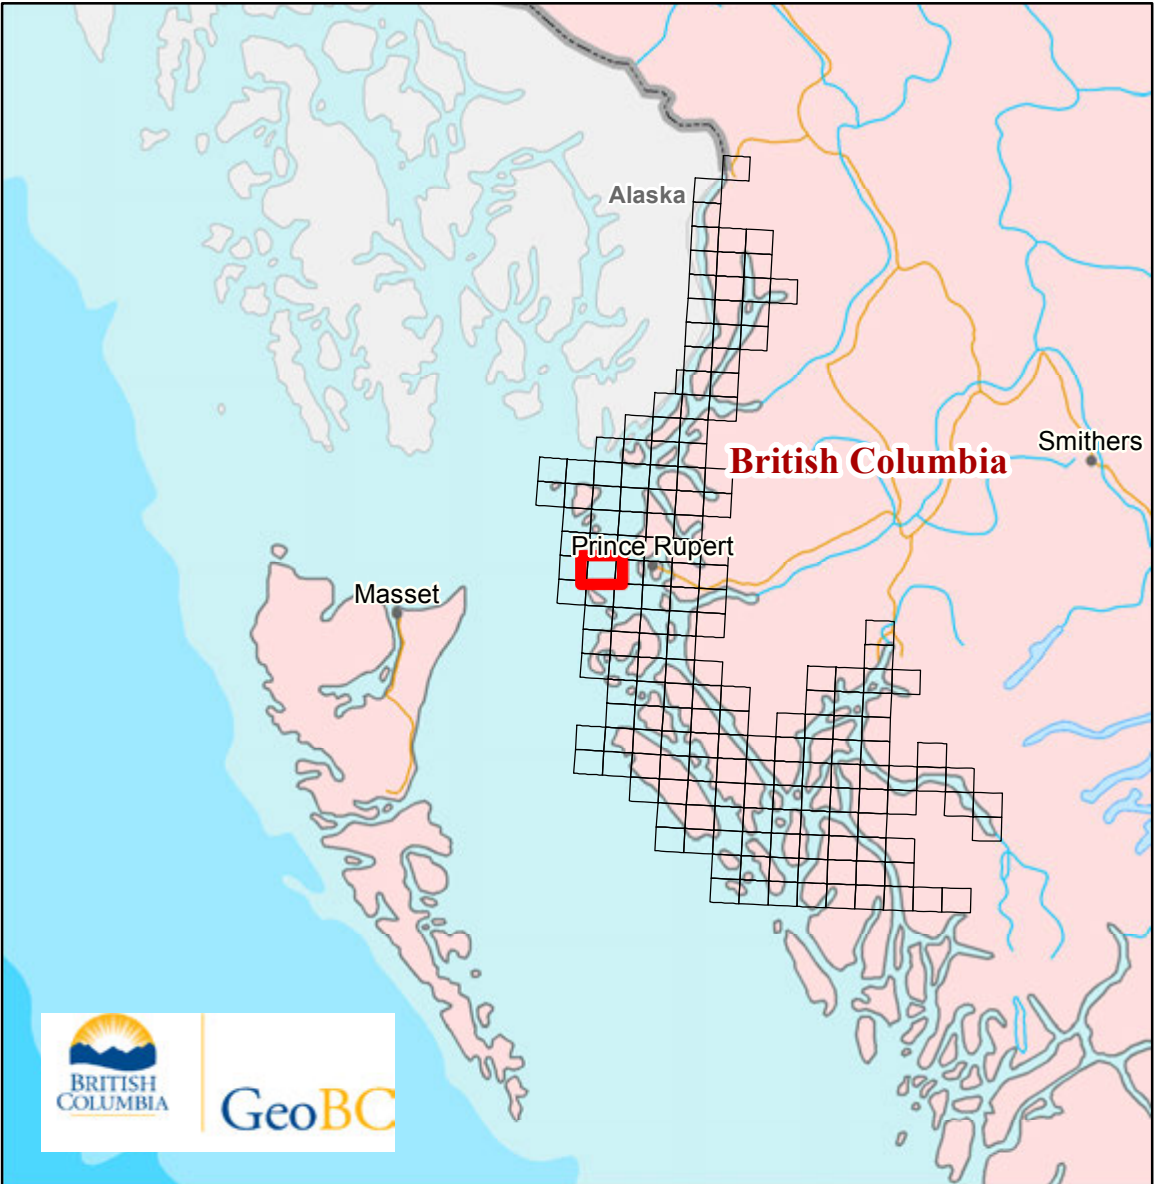 Alaska
British Columbia
Smithers
Prince Rupert
Masset
BRITISH
COLUMBIA
GeoBC